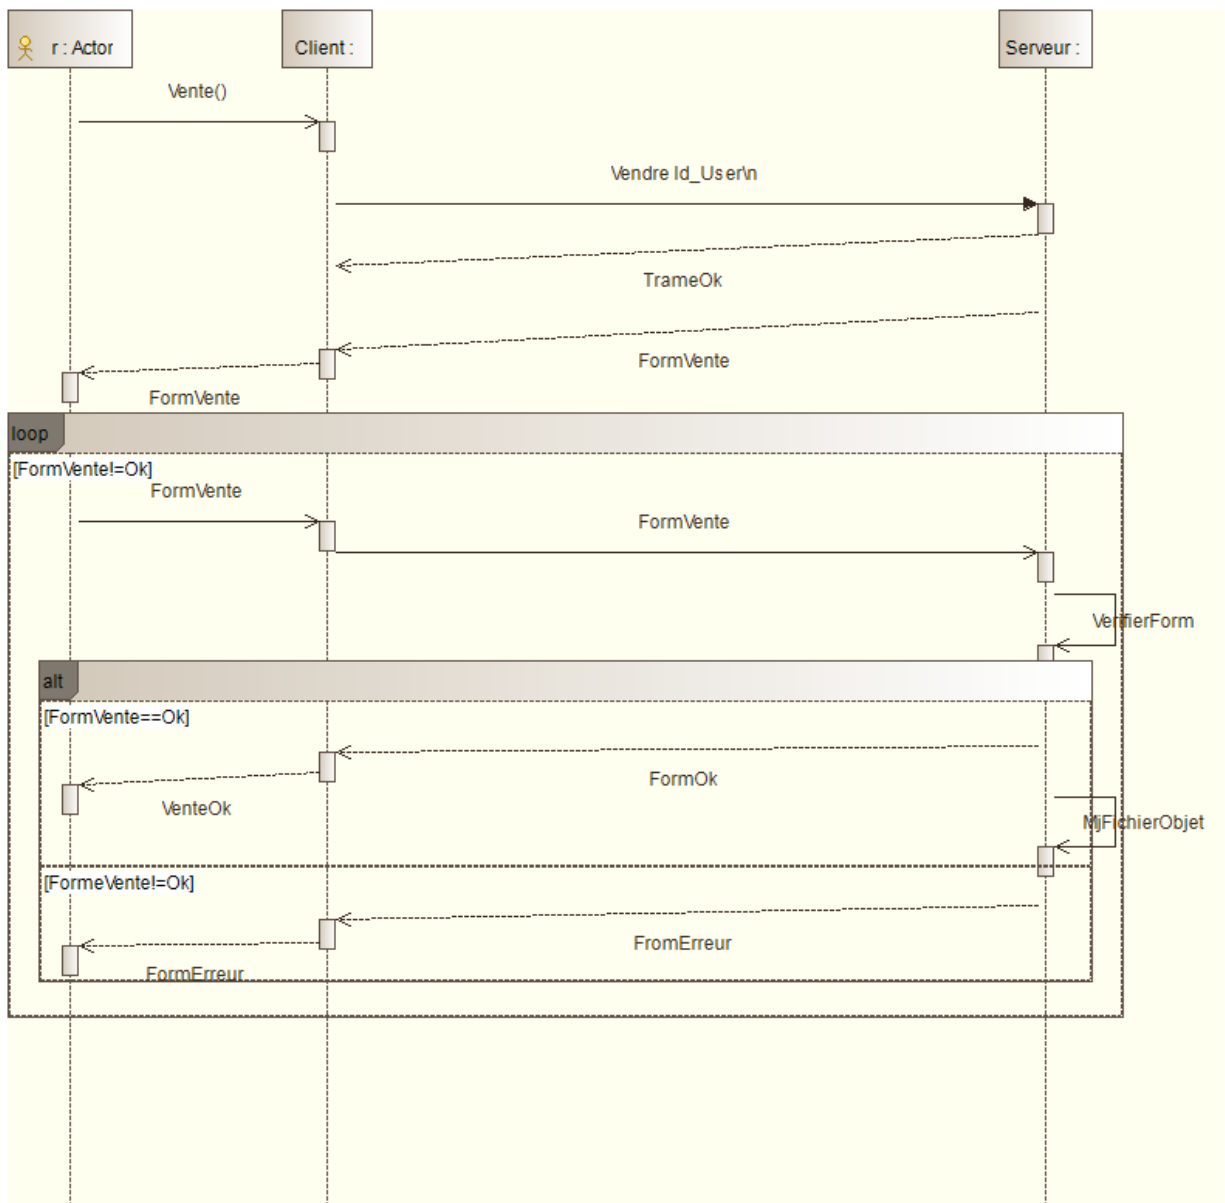 r : Actor
Client :
Serveur :
Vente()
Vendre Id_User\n
TrameOk
FormVente
FormVente
loop
[FormVente!=Ok]
FormVente
FormVente
VerifierForm
alt
[FormVente==Ok]
FormOk
VenteOk
MjFichierObjet
[FormeVente!=Ok]
FromErreur
FormErreur